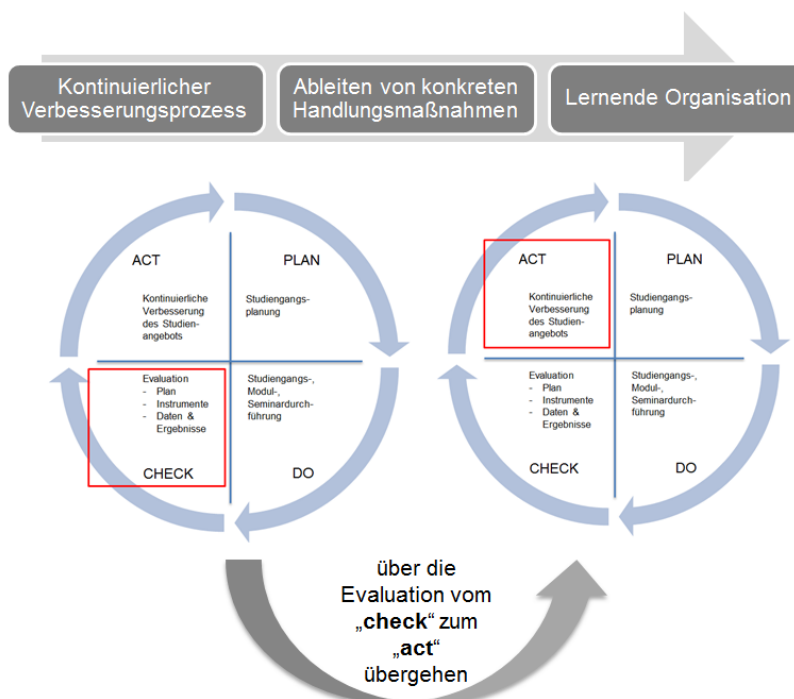 Kontinuierlicher
Verbesserungsprozess
Ableiten von konkreten
Handlungsmaßnahmen
Lernende Organisation
ACT
PLAN
Kontinuierliche
Verbesserung
des Studien-
angebots
Studiengangs-
planung
Evaluation
- Plan
- Instrumente
- Daten &
Ergebnisse
Studiengangs-,
Modul-,
Seminardurch-
führung
CHECK
DO
ACT
PLAN
Kontinuierliche
Verbesserung
des Studien-
angebots
Studiengangs-
planung
Evaluation
- Plan
- Instrumente
- Daten &
Ergebnisse
Studiengangs-,
Modul-,
Seminardurch-
führung
CHECK
DO
über die
Evaluation vom
„check“ zum
„act“
übergehen